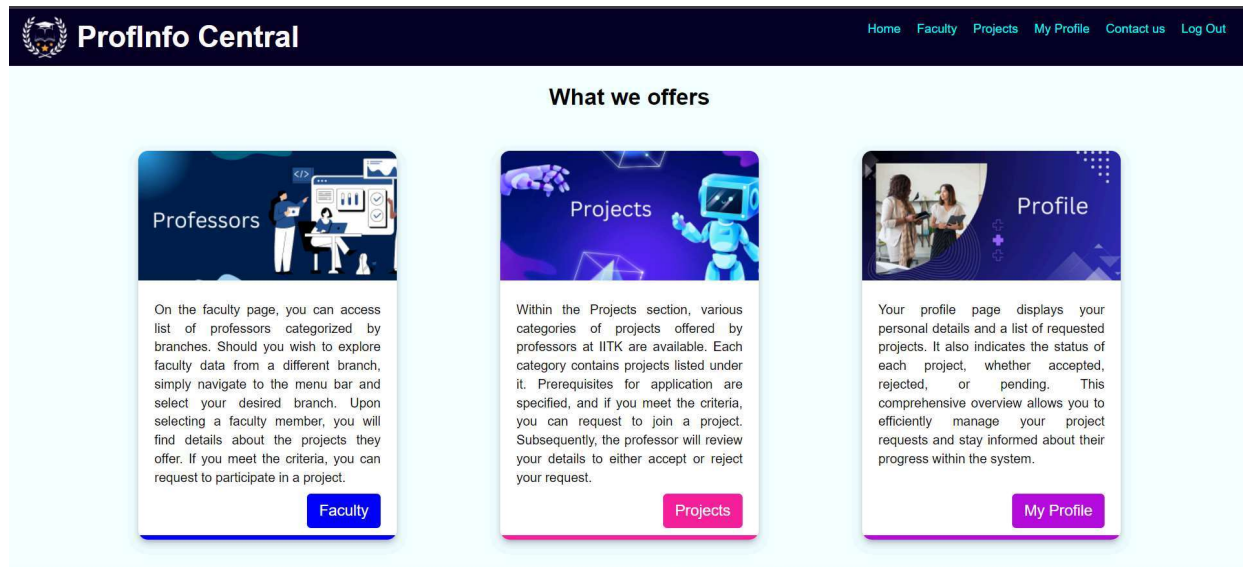 ProfInfo Central
Home Faculty Projects My Profile Contact us Log Out
What we offers
Professors
On the faculty page, you can access
list of professors categorized by
branches. Should you wish to explore
faculty data from a different branch,
simply navigate to the menu bar and
select your desired branch. Upon
selecting a faculty member, you will
find details about the projects they
offer. If you meet the criteria, you can
request to participate in a project.
Faculty
Projects
Within the Projects section, various
categories of projects offered by
professors at IITK are available. Each
category contains projects listed under
it. Prerequisites for application are
specified, and if you meet the criteria,
you can request to join a project.
Subsequently, the professor will review
your details to either accept or reject
your request.
Projects
Profile
Your profile page displays your
personal details and a list of requested
projects. It also indicates the status of
each project, whether accepted,
rejected, or pending. This
comprehensive overview allows you to
efficiently manage your project
requests and stay informed about their
progress within the system.
My Profile